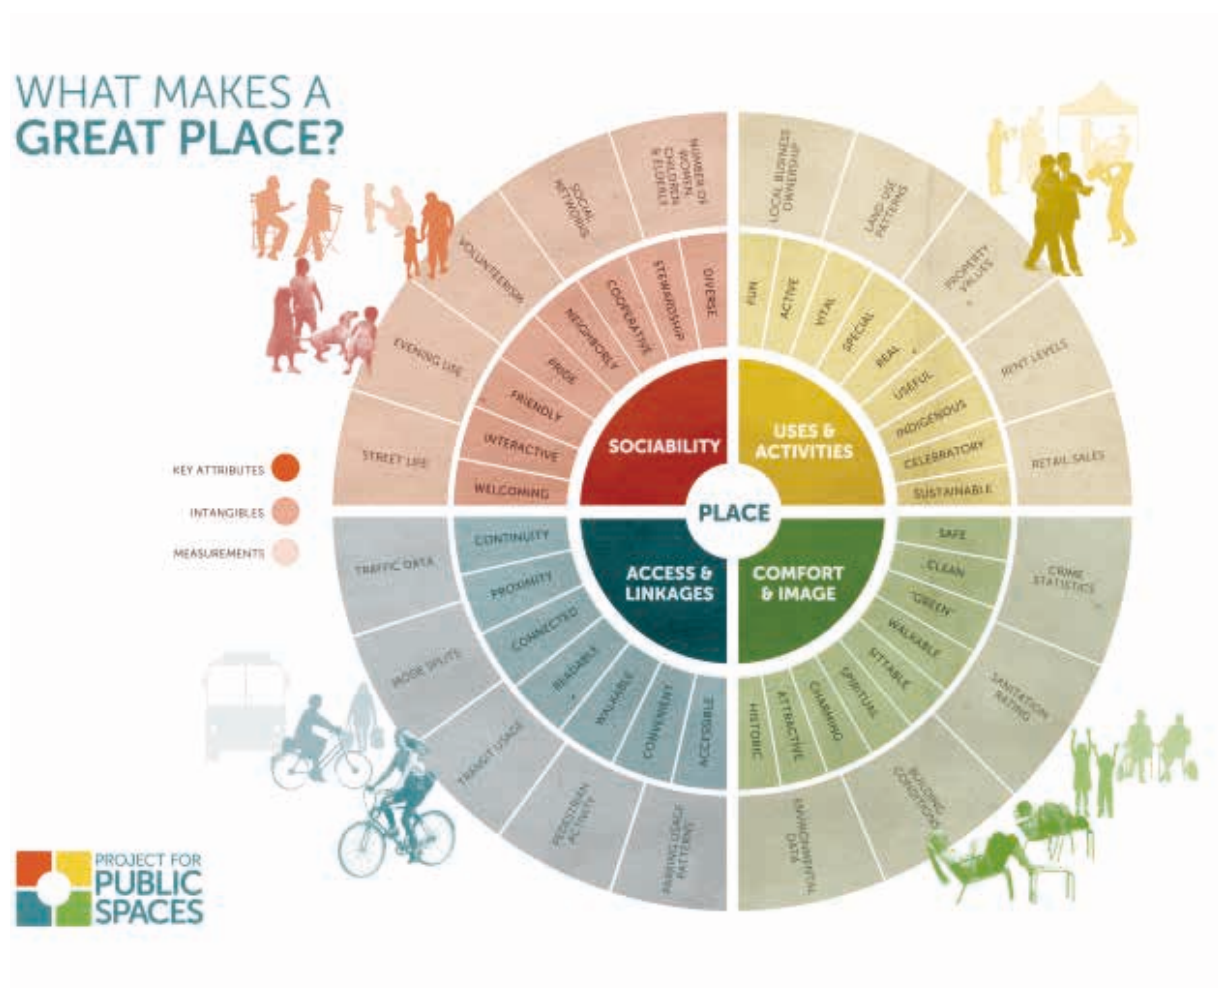 WHAT MAKES A
GREAT PLACE?
KEY ATTRIBUTES
INTANGIBLES
MEASUREMENTS
PLACE
SOCIABILITY
USES &
ACTIVITIES
ACCESS &
LINKAGES
COMFORT
& IMAGE
WELCOMING
INTERACTIVE
FRIENDLY
PRIDE
NEIGHBORLY
COOPERATIVE
STEWARDSHIP
DIVERSE
FUN
ACTIVE
VITAL
SPECIAL
REAL
USEFUL
INDIGENOUS
CELEBRATORY
SUSTAINABLE
SAFE
CLEAN
"GREEN"
WALKABLE
SITTABLE
SPIRITUAL
CHARMING
ATTRACTIVE
HISTORIC
ACCESSIBLE
CONVENIENT
WALKABLE
READABLE
CONNECTED
PROXIMITY
CONTINUITY
STREET LIFE
EVENING LIFE
VOLUNTEERISM
SOCIAL
NETWORKS
NUMBER OF
WOMEN
CHILDREN
& ELDERLY
LOCAL BUSINESS
OWNERSHIP
LAND-USE
PATTERNS
PROPERTY
VALUES
RENT LEVELS
RETAIL SALES
CRIME
STATISTICS
SANITATION
RATING
BUILDING
CONDITIONS
ENVIRONMENTAL
DATA
PARKING USAGE
PATTERNS
PEDESTRIAN
ACTIVITY
TRANSIT USAGE
MODE SPLITS
TRAFFIC DATA
PROJECT FOR
PUBLIC
SPACES